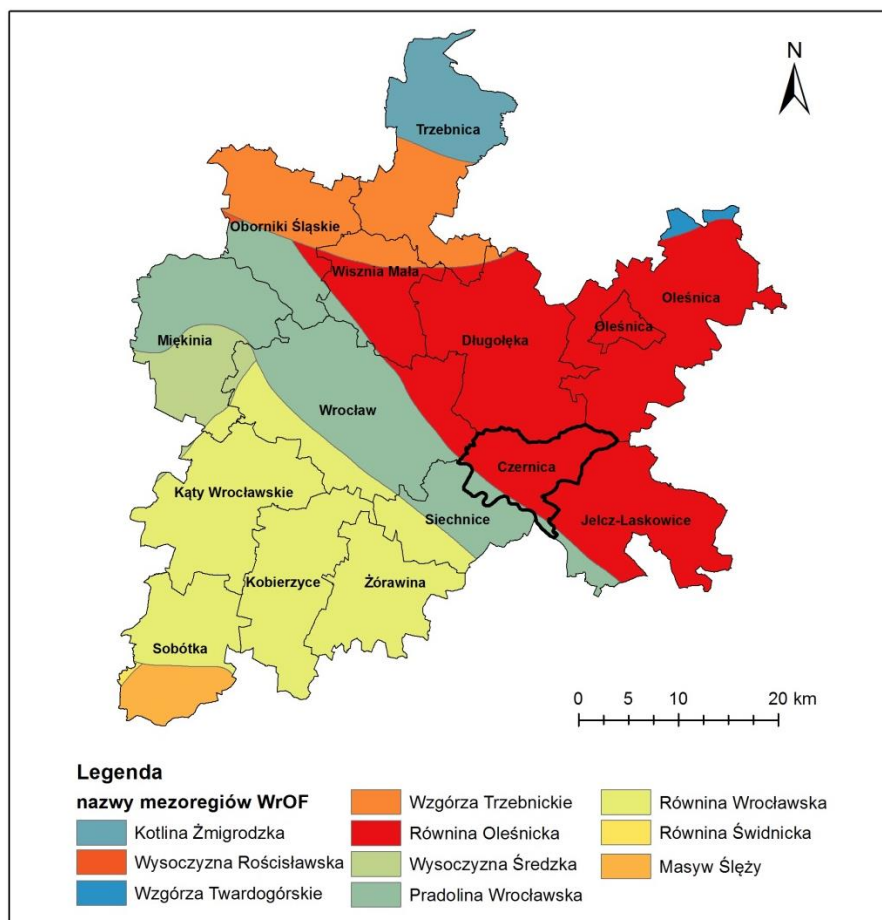 N
Trzebnica
Oborniki Śląskie
Wisznia Mała
Oleśnica
Oleśnica
Długołęka
Miękinia
Wrocław
Czernica
Kąty Wrocławskie
Siechnice
Jelcz-Laskowice
Kobierzyce
Żórawina
Sobótka
0 5 10 20 km
Legenda
nazwy mezoregiów WrOF
Kotlina Żmigrodzka
Wysoczyzna Rościsławska
Wzgórza Twardogórskie
Wzgórza Trzebnickie
Równina Oleśnicka
Wysoczyzna Średzka
Pradolina Wrocławska
Równina Wrocławska
Równina Świdnicka
Masyw Ślęży